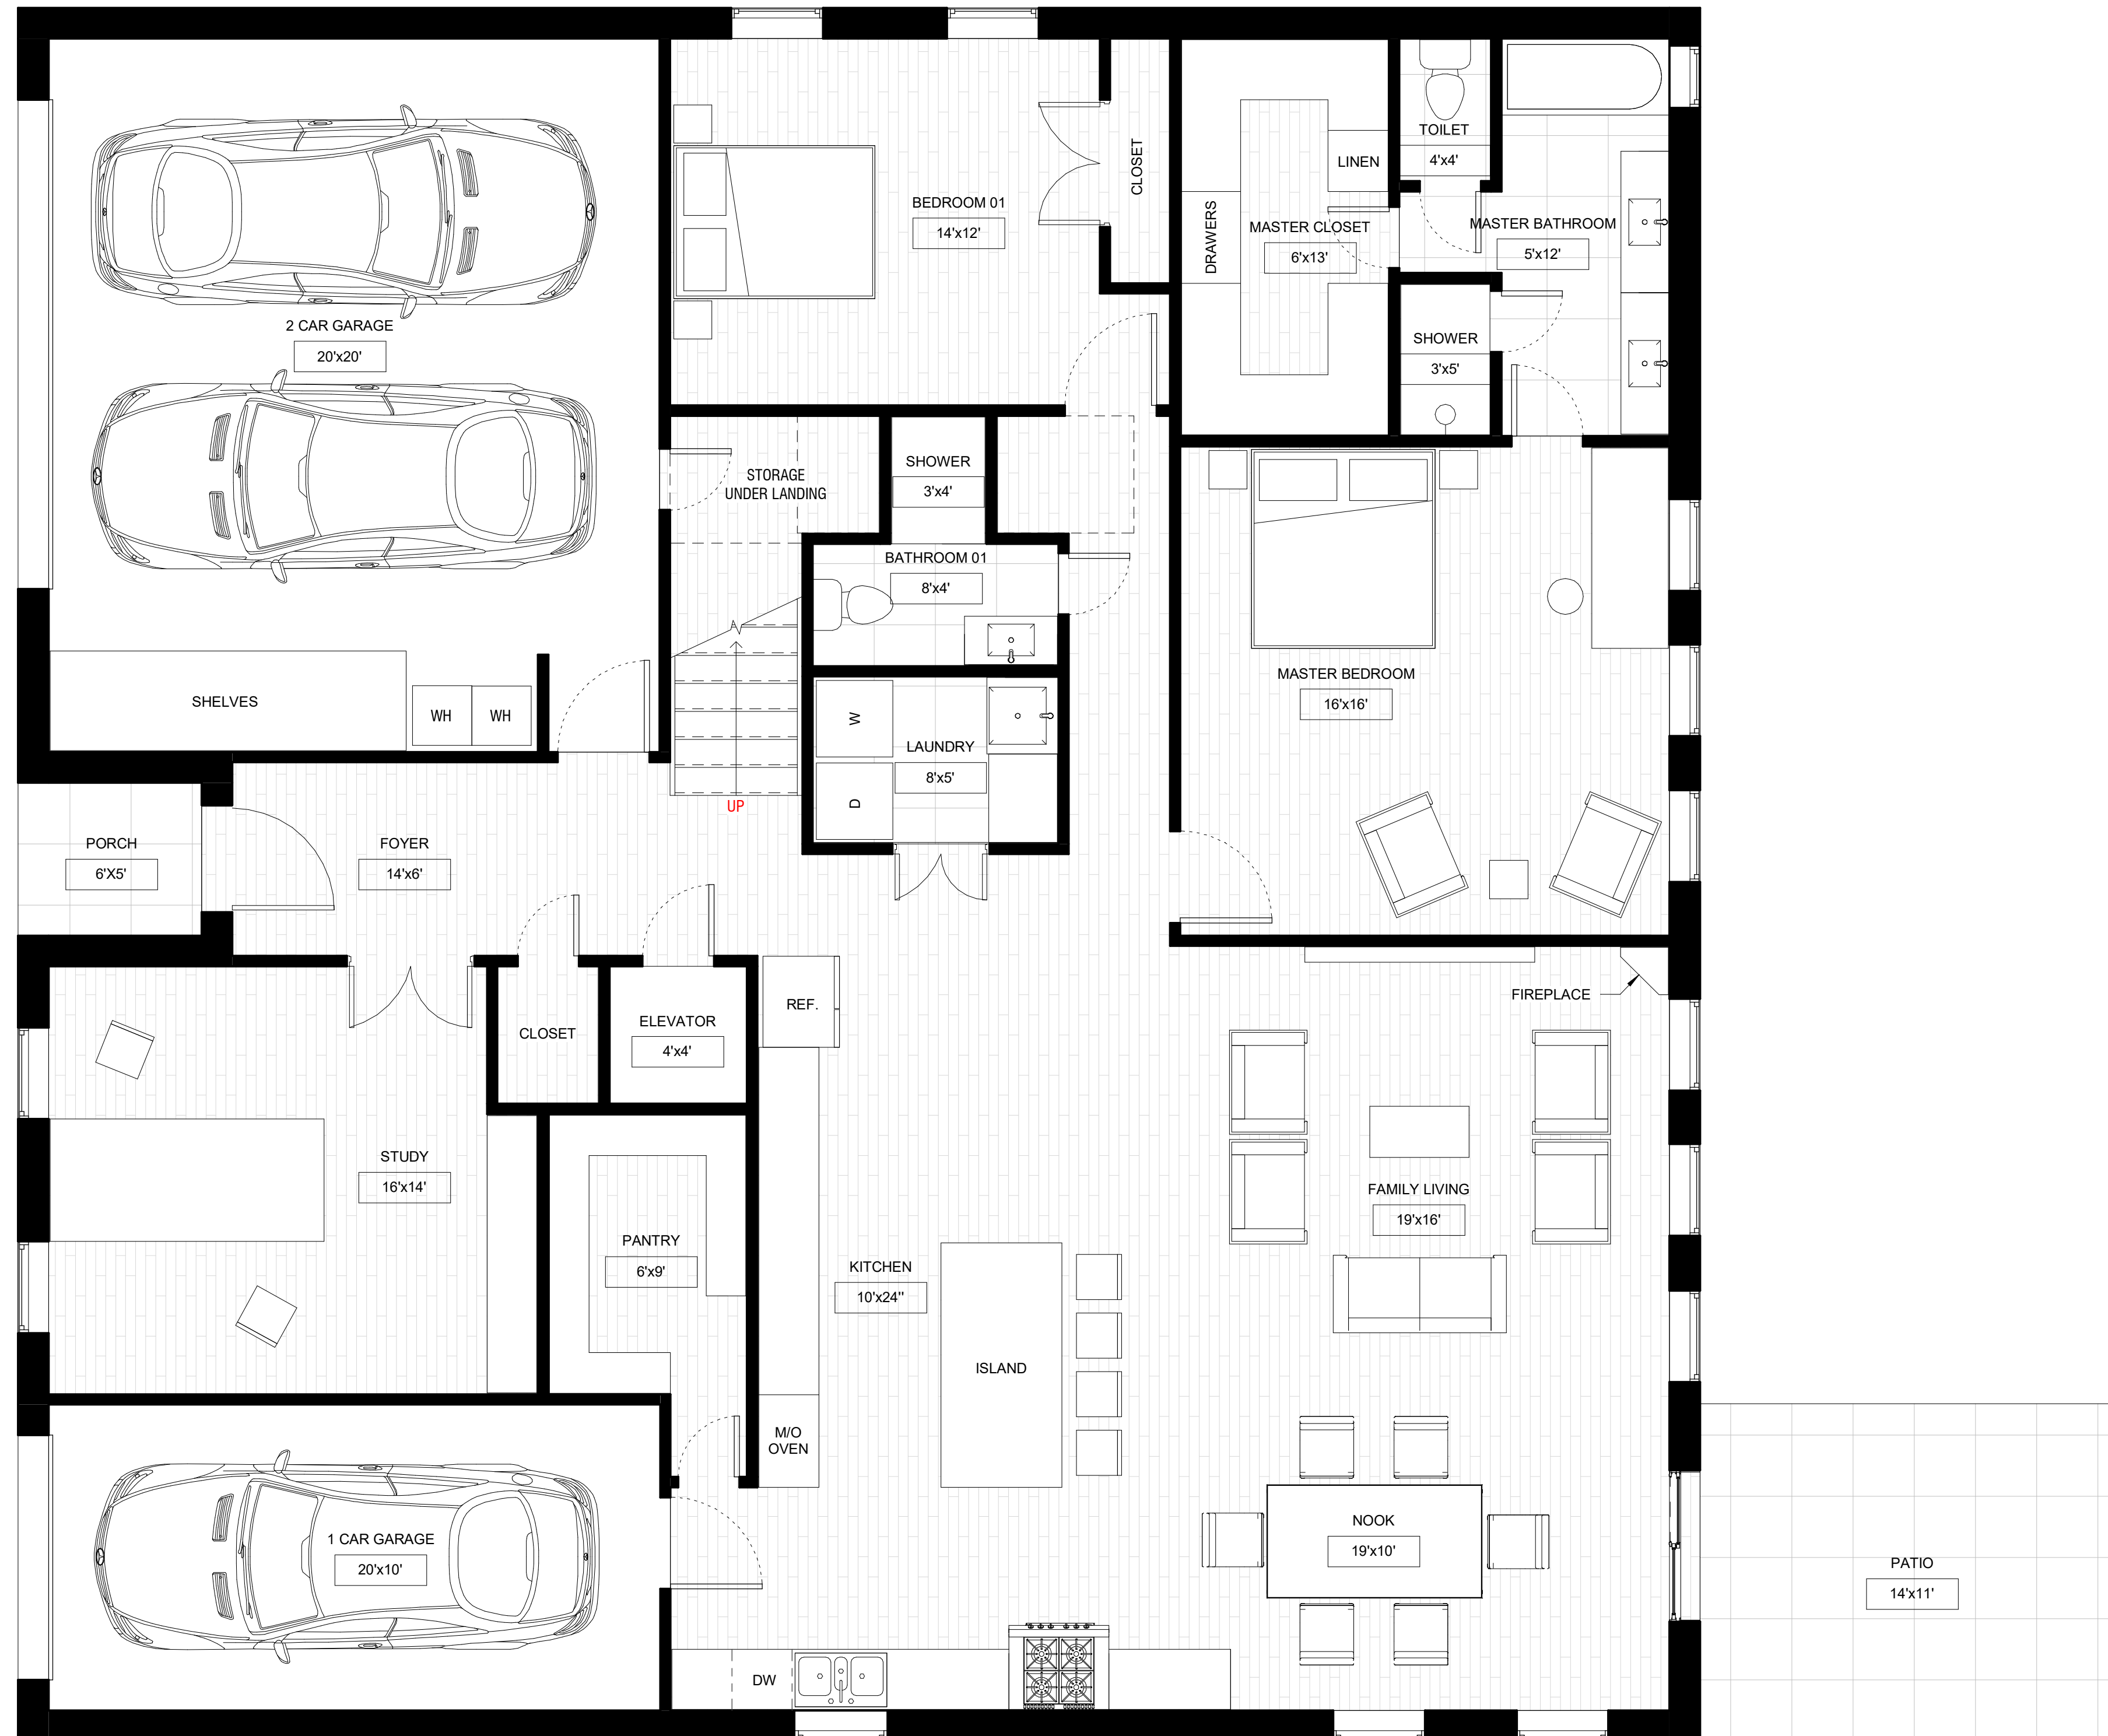 BEDROOM 01
14'x12'
CLOSET
LINEN
DRAWERS
MASTER CLOSET
6'x13'
TOILET
4'x4'
MASTER BATHROOM
5'x12'
SHOWER
3'x5'
2 CAR GARAGE
20'x20'
SHELVES
WH
WH
STORAGE
UNDER LANDING
SHOWER
3'x4'
BATHROOM 01
8'x4'
W
D
LAUNDRY
8'x5'
UP
MASTER BEDROOM
16'x16'
PORCH
6'X5'
FOYER
14'x6'
CLOSET
ELEVATOR
4'x4'
REF.
FIREPLACE
STUDY
16'x14'
PANTRY
6'x9'
KITCHEN
10'x24"
ISLAND
FAMILY LIVING
19'x16'
M/O
OVEN
1 CAR GARAGE
20'x10'
DW
NOOK
19'x10'
PATIO
14'x11'